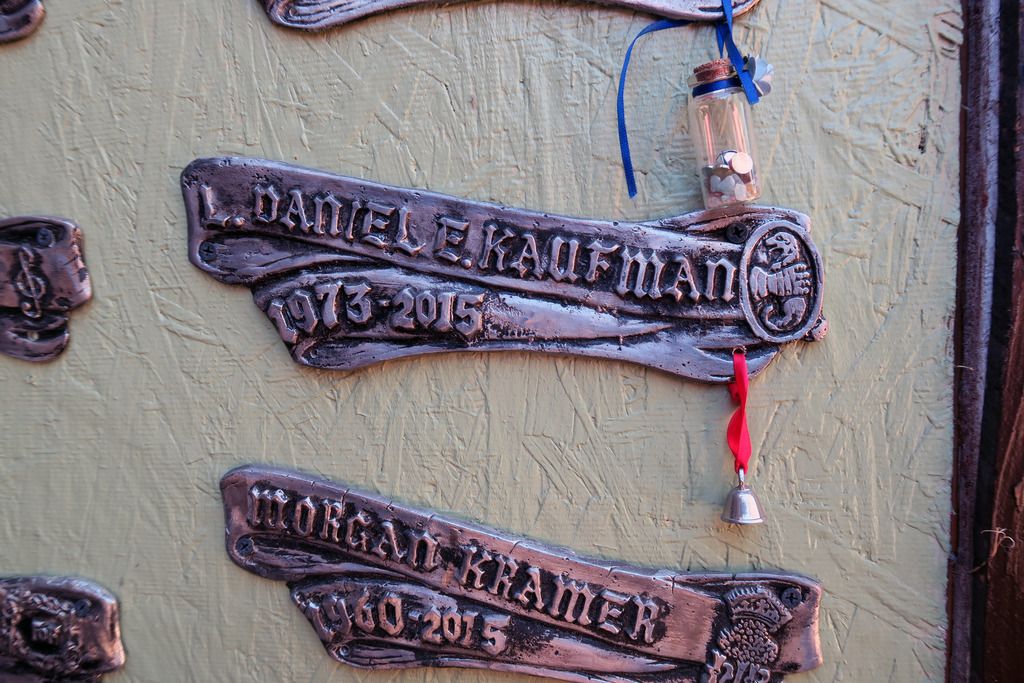 L. DANIEL E. KAUFMAN
1973-2015
MORGAN KRAMER
1960-2015